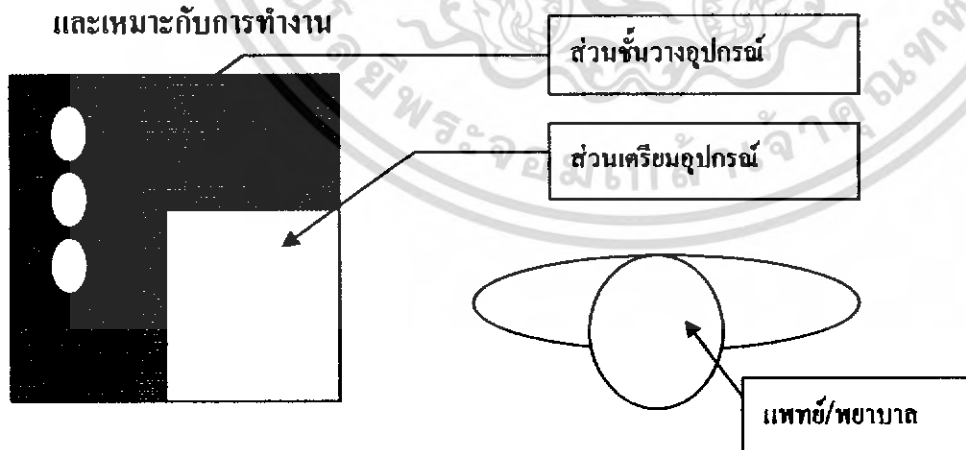 และเหมาะกับการทำงาน
ส่วนชั้นวางอุปกรณ์
ส่วนเตรียมอุปกรณ์
แพทย์/พยาบาล